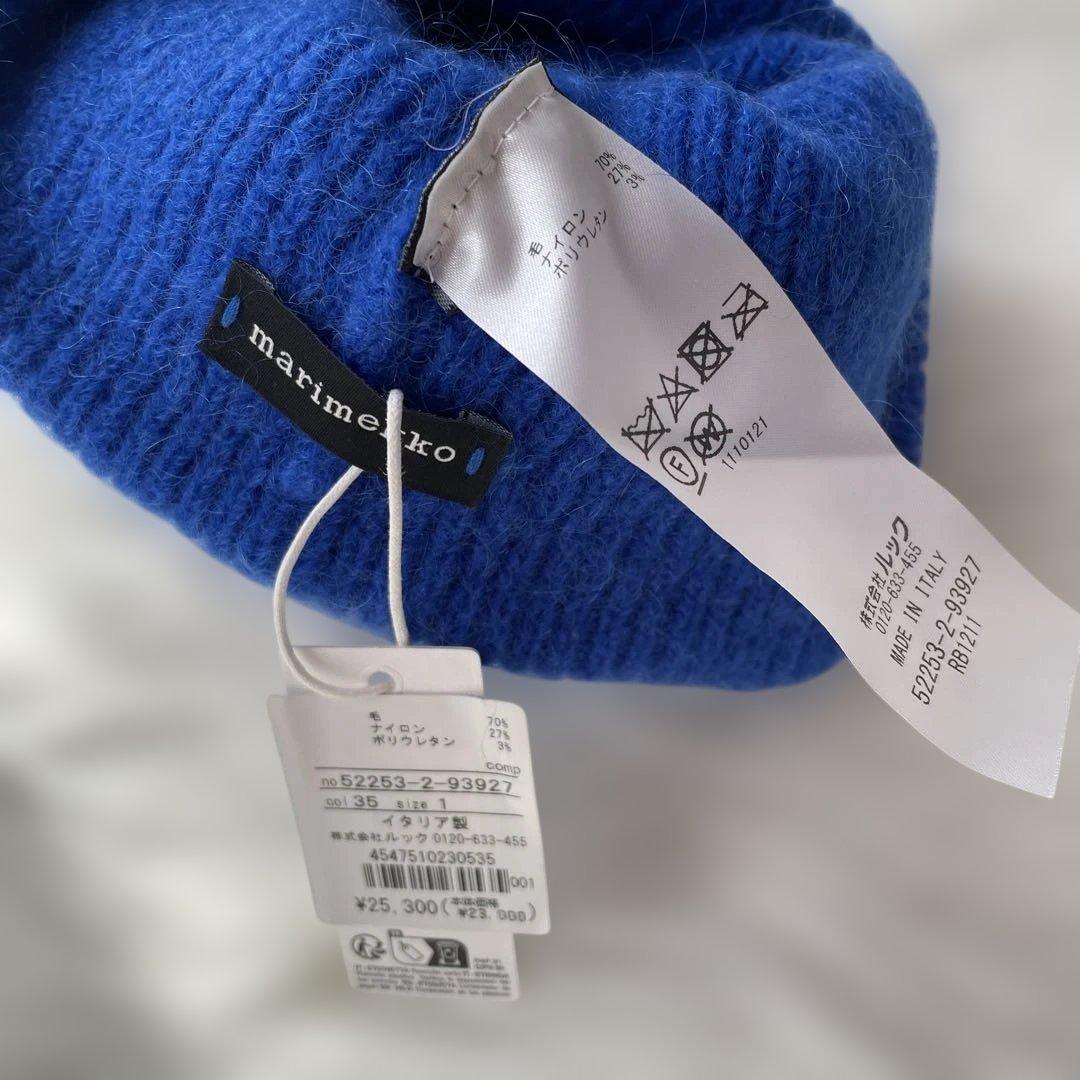 marimekko
毛 70%
ナイロン 27%
ポリウレタン 3%
F
W
1110121
株式会社ルック
0120-633-455
MADE IN ITALY
52253-2-93927
RB1211
毛 70%
ナイロン 27%
ポリウレタン 3%
comp
no 52253-2-93927
col 35 size 1
イタリア製
株式会社ルック 0120-633-455
4547510230535
001
¥25,300(本体価格 ¥23,000)